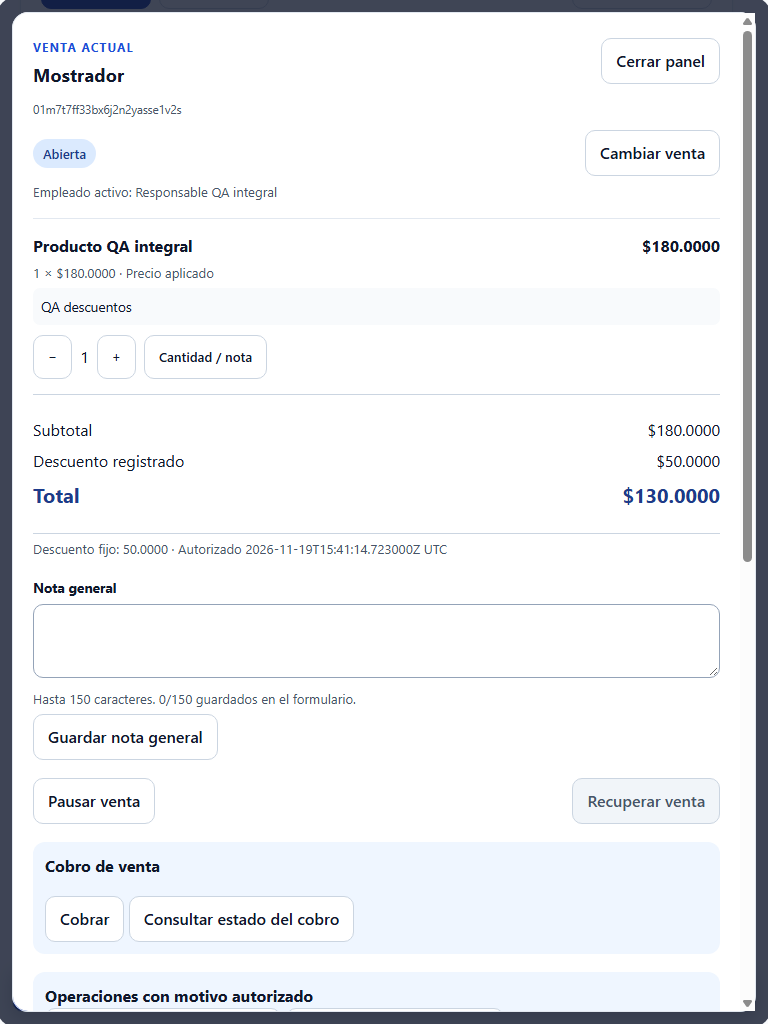 VENTA ACTUAL
Mostrador
Cerrar panel
01m7t7ff33bx6j2n2yasse1v2s
Abierta
Cambiar venta
Empleado activo: Responsable QA integral
Producto QA integral $180.0000
1 × $180.0000 · Precio aplicado
QA descuentos
− 1 + Cantidad / nota
Subtotal $180.0000
Descuento registrado $50.0000
Total $130.0000
Descuento fijo: 50.0000 · Autorizado 2026-11-19T15:41:14.723000Z UTC
Nota general
Hasta 150 caracteres. 0/150 guardados en el formulario.
Guardar nota general
Pausar venta Recuperar venta
Cobro de venta
Cobrar Consultar estado del cobro
Operaciones con motivo autorizado